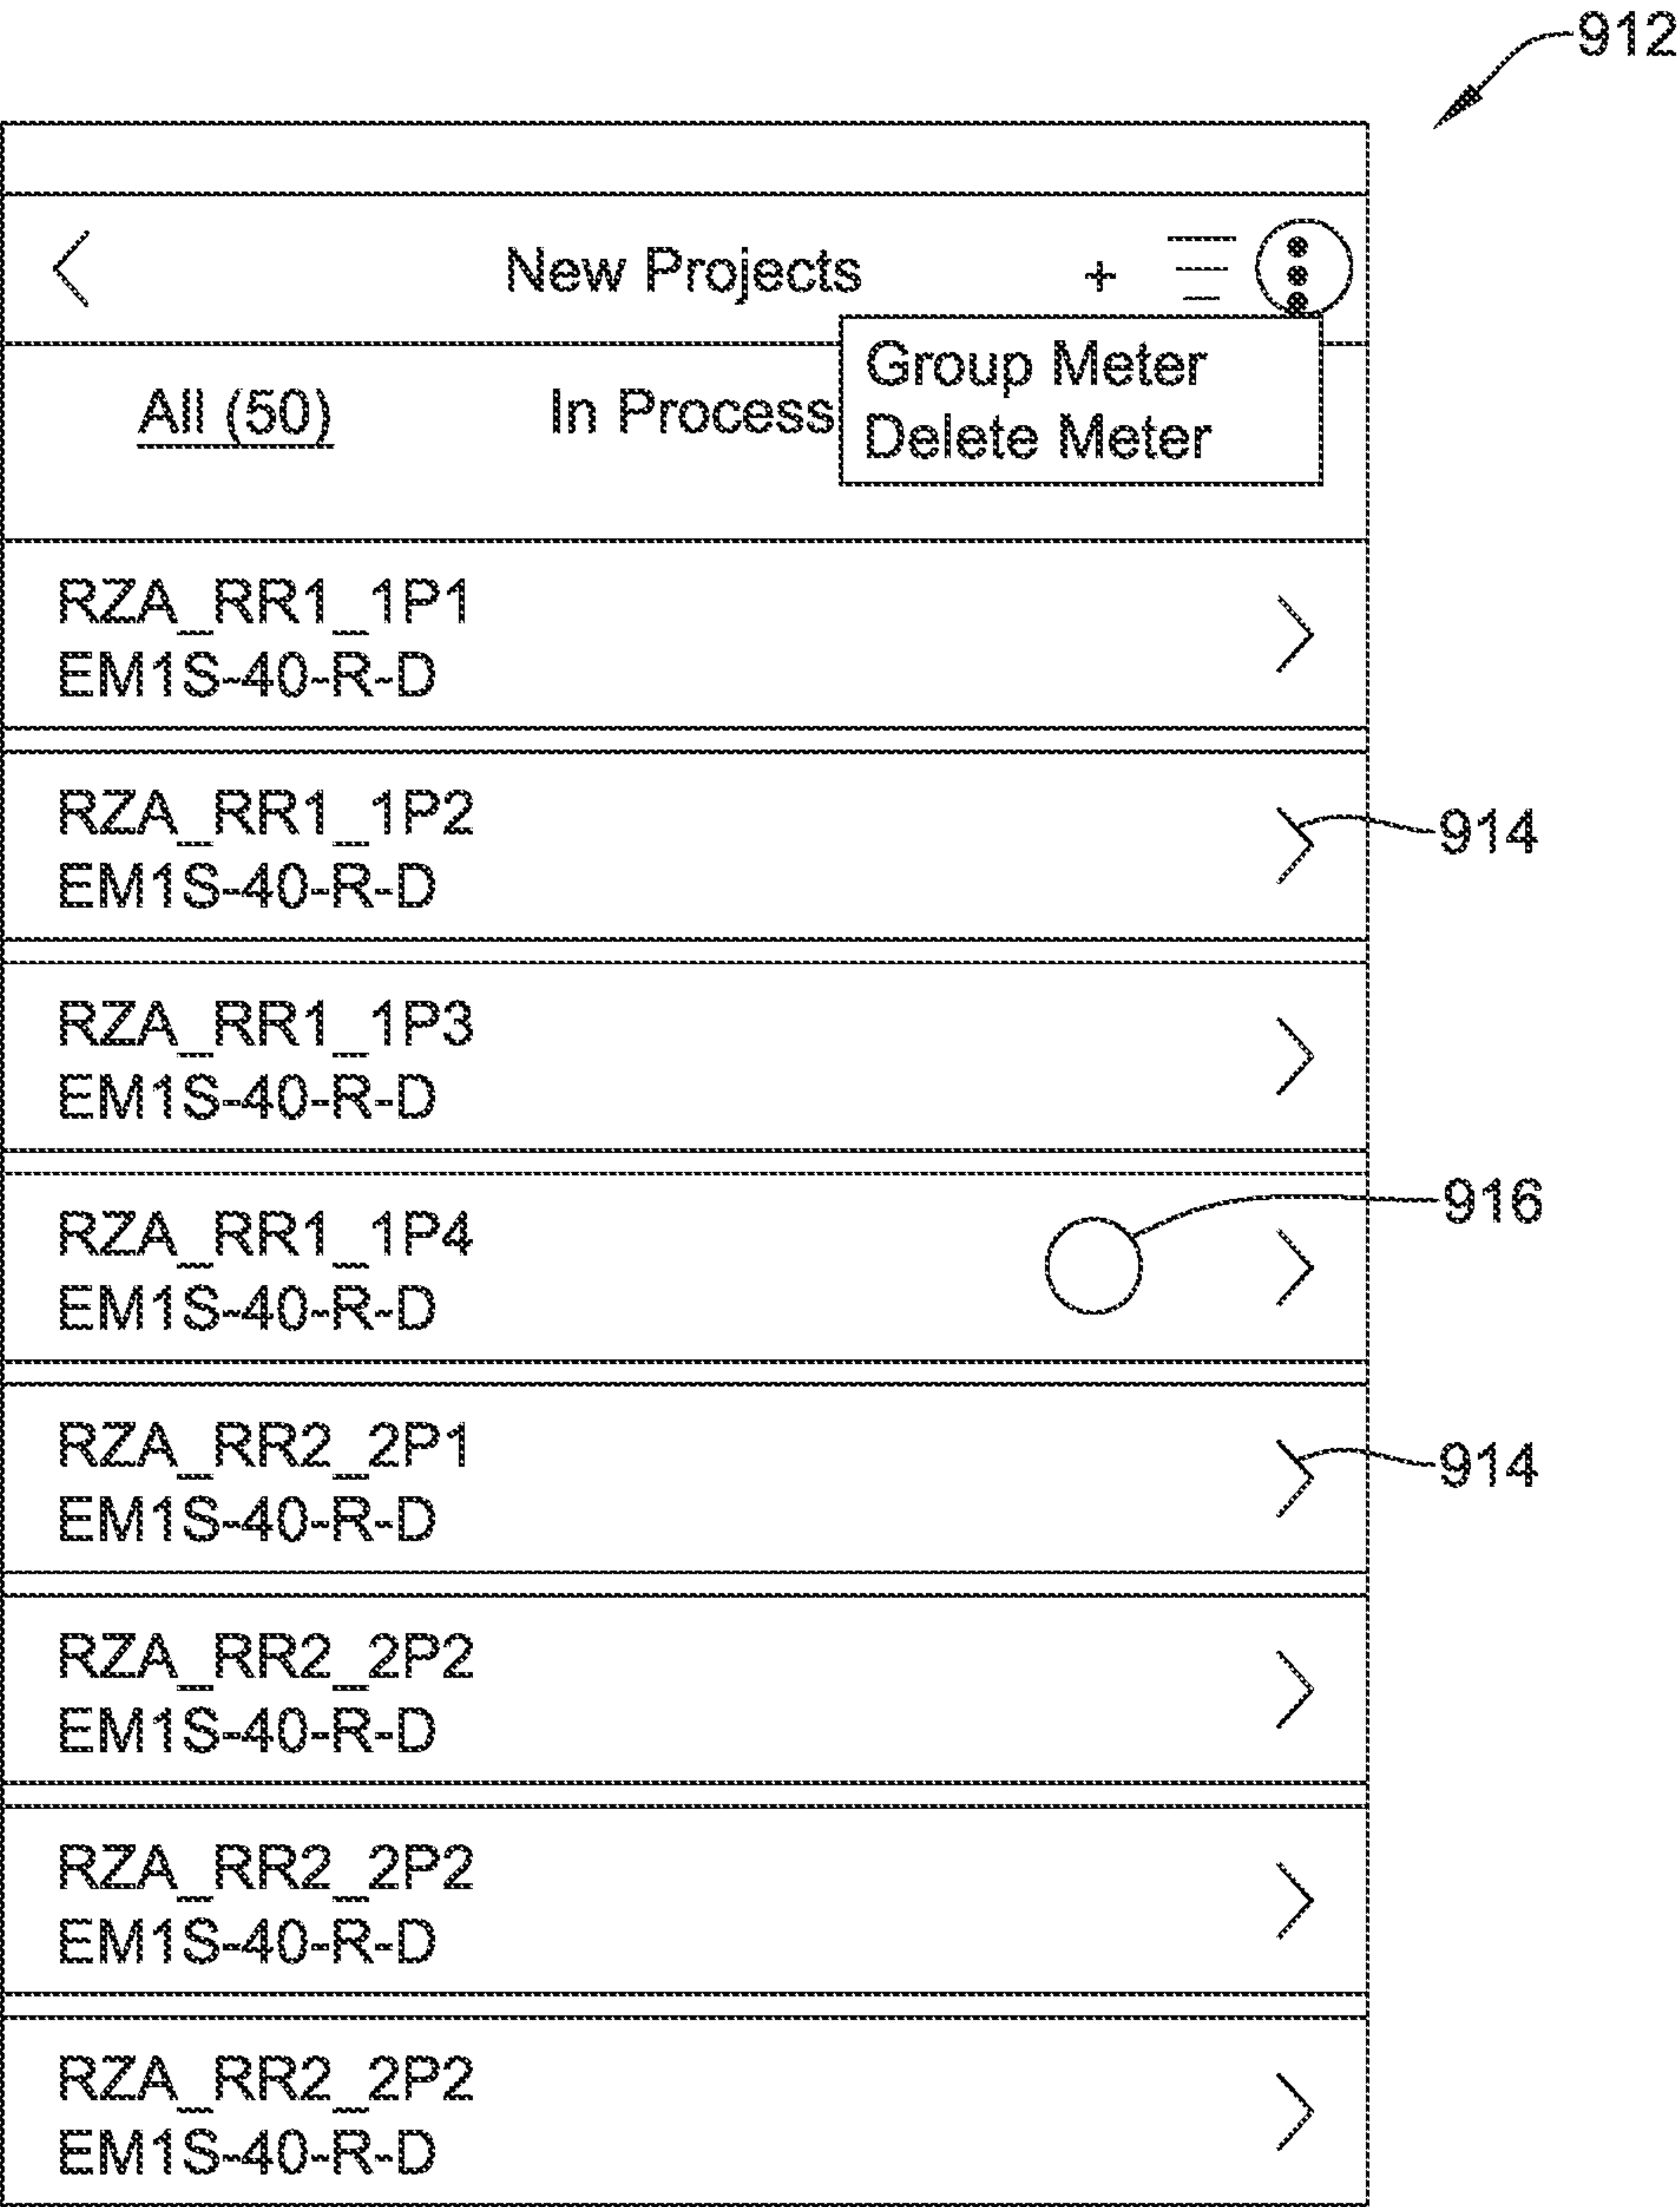 912
New Projects +
Group Meter
All (50) In Process
Delete Meter
RZA_RR1_1P1
EM1S-40-R-D
RZA_RR1_1P2
914
EM1S-40-R-D
RZA_RR1_1P3
EM1S-40-R-D
916
RZA_RR1_1P4
EM1S-40-R-D
RZA_RR2_2P1
914
EM1S-40-R-D
RZA_RR2_2P2
EM1S-40-R-D
RZA_RR2_2P2
EM1S-40-R-D
RZA_RR2_2P2
EM1S-40-R-D